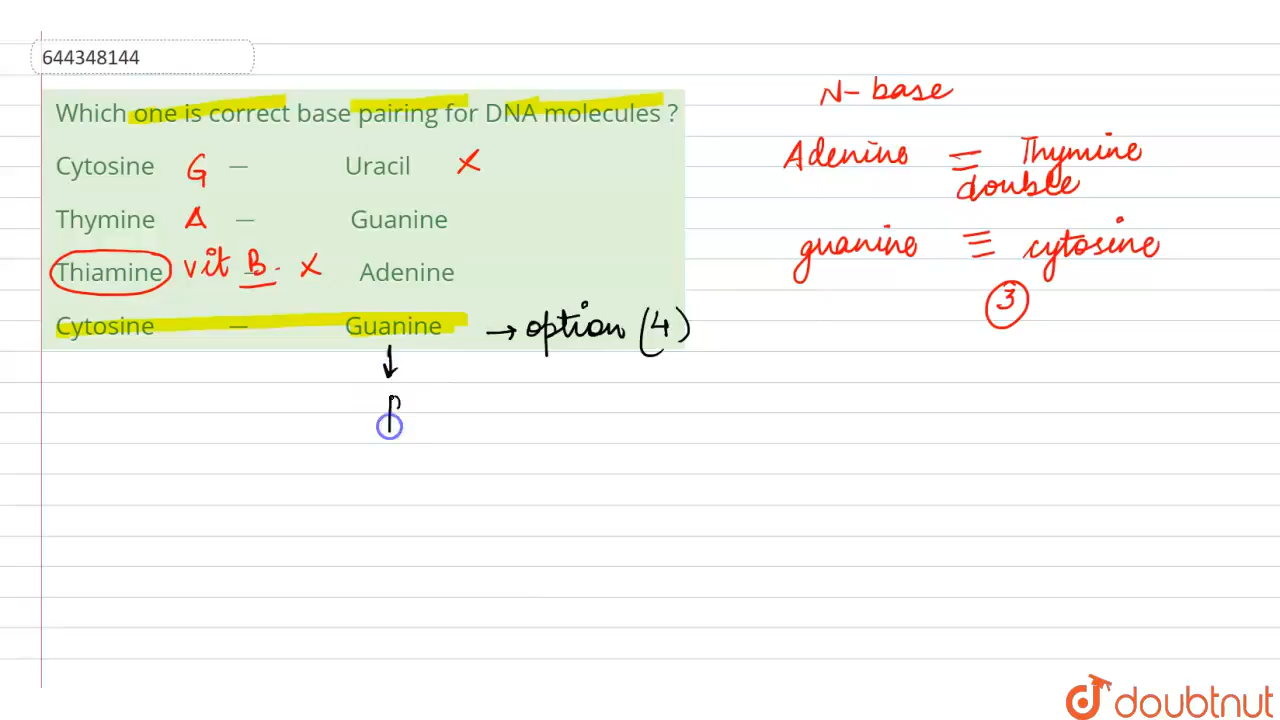 644348144
Which one is correct base pairing for DNA molecules ?
Cytosine G — Uracil X
Thymine A — Guanine
Thiamine vit B. X Adenine
Cytosine — Guanine → option (4)
N-base
Adenine = Thymine
double
guanine ≡ cytosine
3
doubtnut